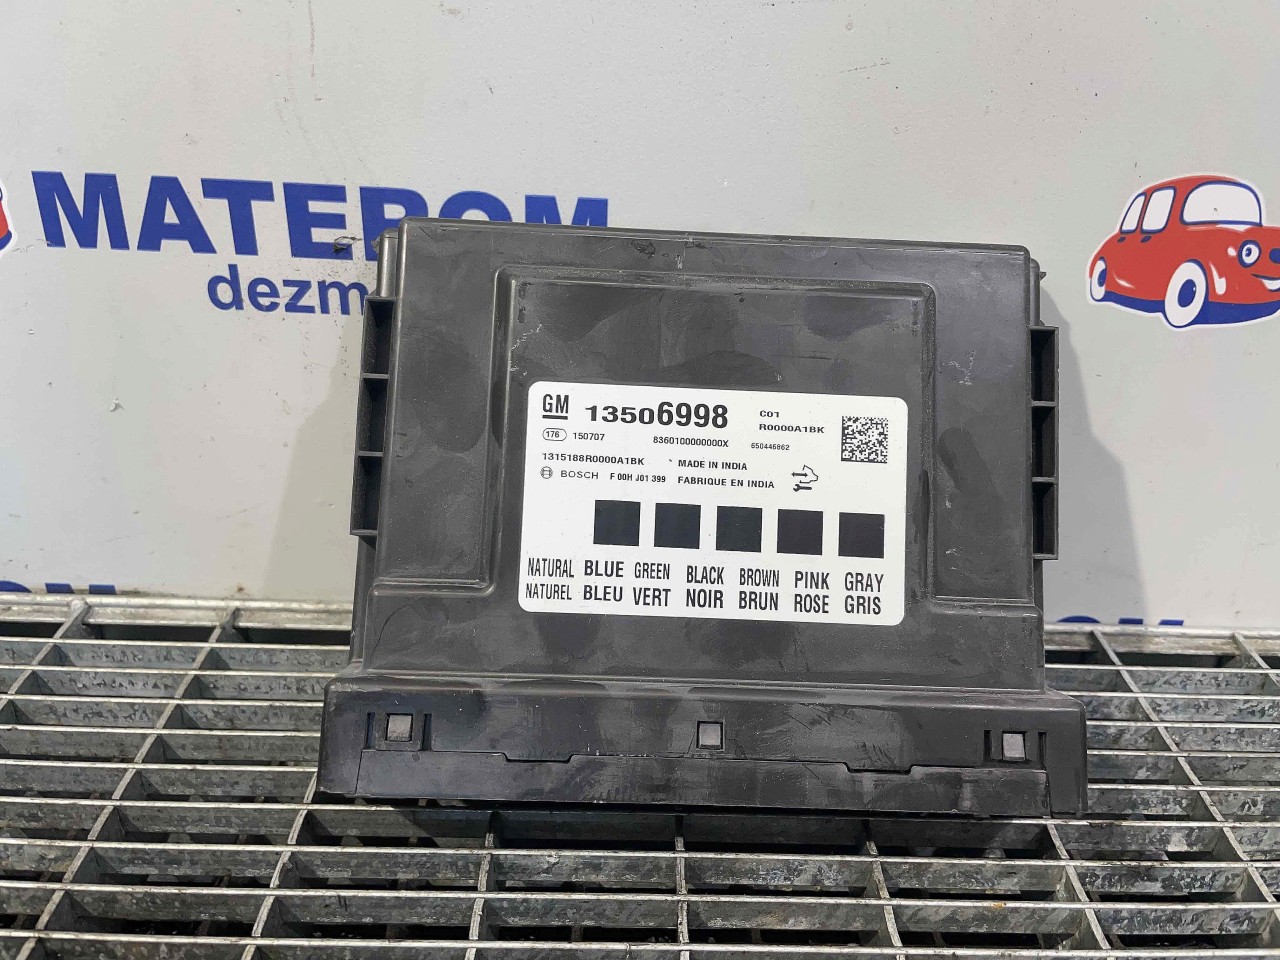 MATEROM
dezm
GM 13506998
C01
R0000A1BK
176 150707 8360100000000X 650446862
1315188R0000A1BK MADE IN INDIA
BOSCH F 00H J01 399 FABRIQUE EN INDIA
NATURAL BLUE GREEN BLACK BROWN PINK GRAY
NATUREL BLEU VERT NOIR BRUN ROSE GRIS